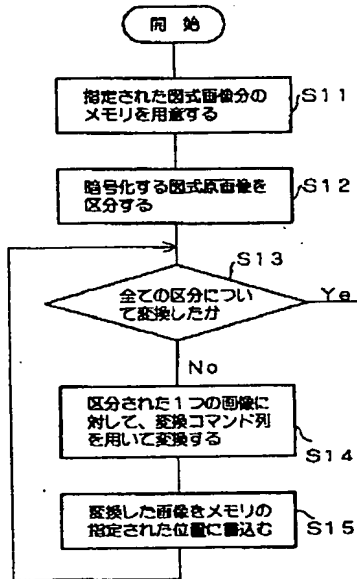 開 始
指定された図式画像分の
メモリを用意する
S11
暗号化する図式原画像を
区分する
S12
S13
全ての区分につい
て変換したか
Ye
No
区分された1つの画像に
対して、変換コマンド列
を用いて変換する
S14
変換した画像をメモリの
指定された位置に書込む
S15